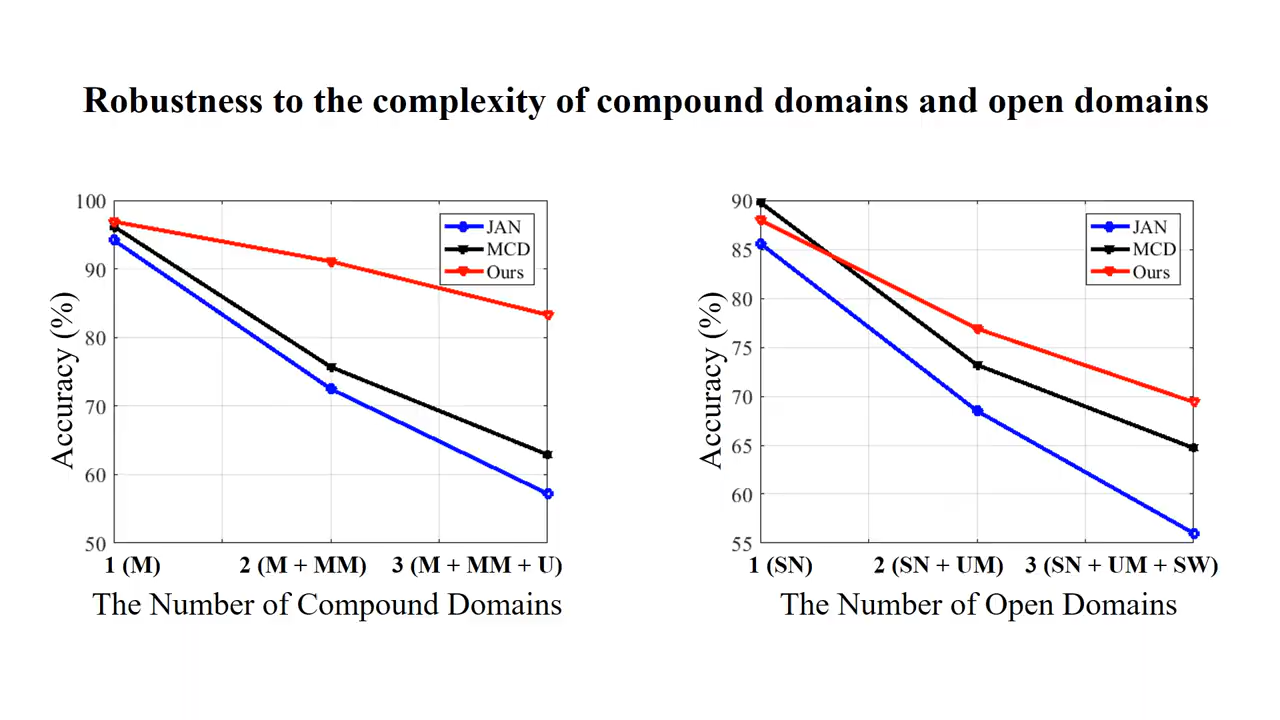 Robustness to the complexity of compound domains and open domains
100
90
80
70
60
50
Accuracy (%)
JAN
MCD
Ours
1 (M)
2 (M + MM)
3 (M + MM + U)
The Number of Compound Domains
90
85
80
75
70
65
60
55
Accuracy (%)
JAN
MCD
Ours
1 (SN)
2 (SN + UM)
3 (SN + UM + SW)
The Number of Open Domains